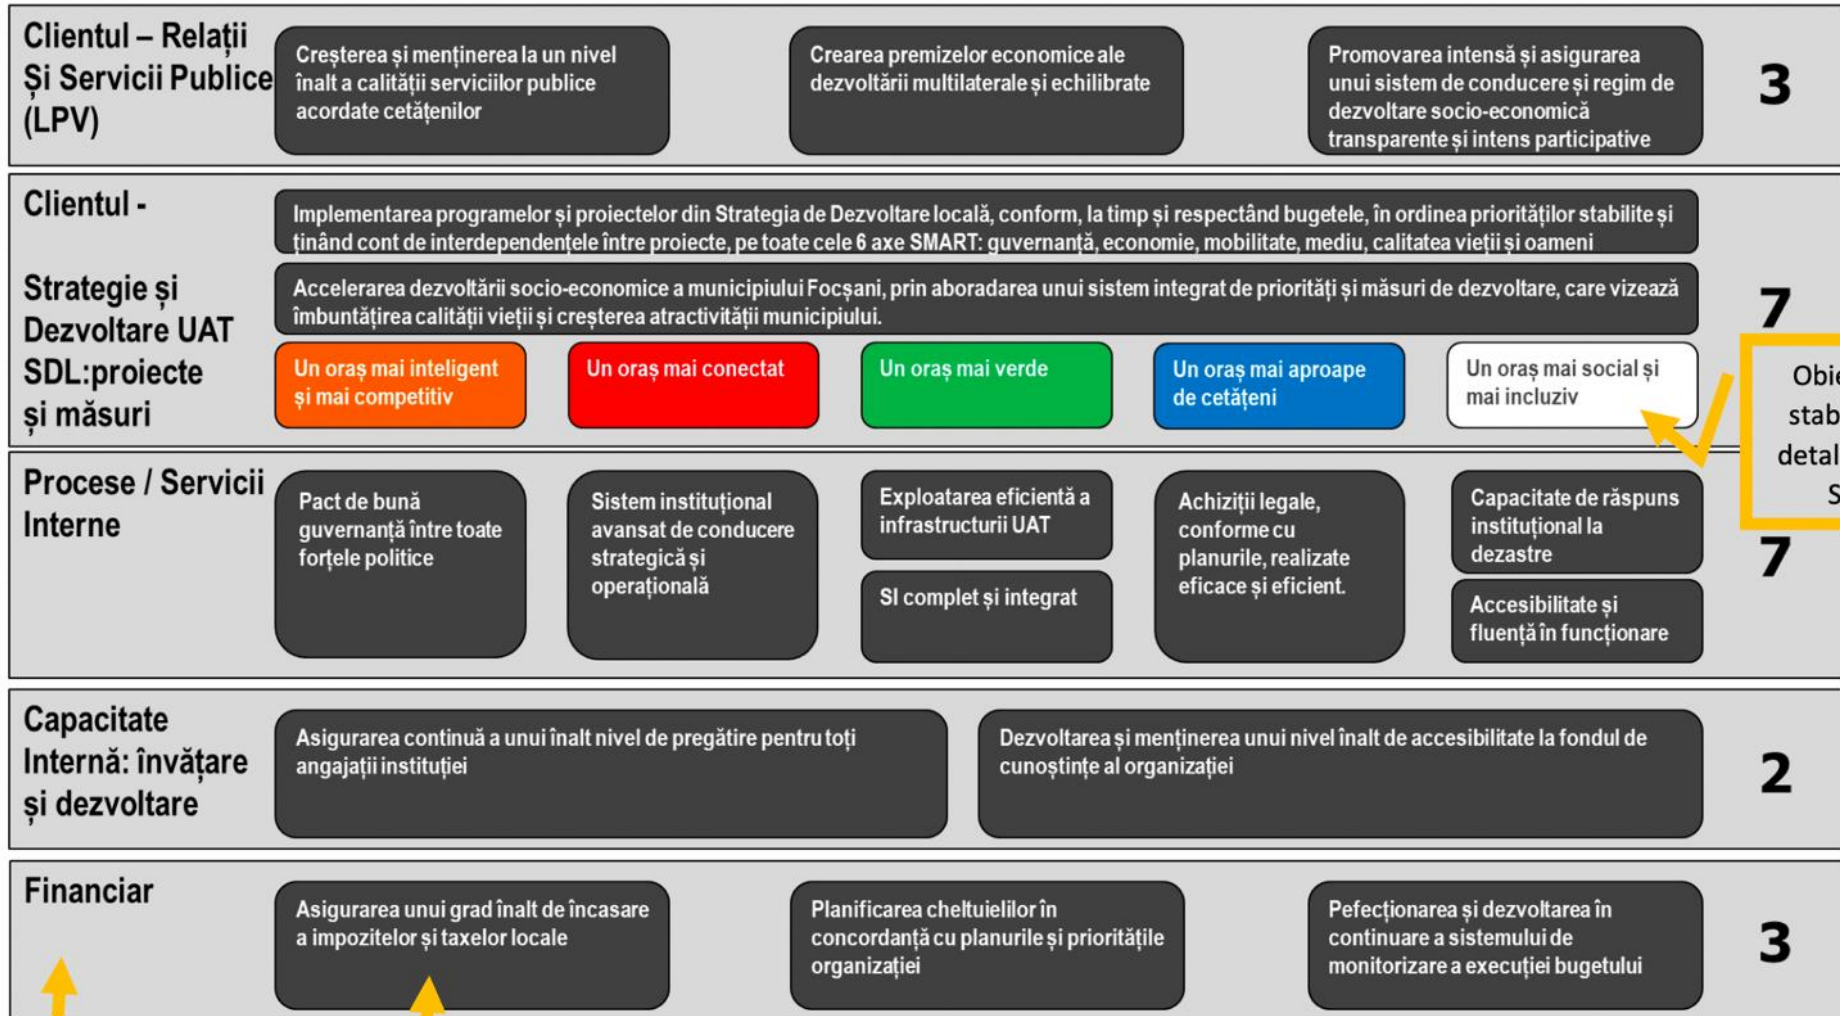 Clientul – Relații
Și Servicii Publice
(LPV)
Creșterea și menținerea la un nivel
înalt a calității serviciilor publice
acordate cetățenilor
Crearea premizelor economice ale
dezvoltării multilaterale și echilibrate
Promovarea intensă și asigurarea
unui sistem de conducere și regim de
dezvoltare socio-economică
transparente și intens participative
3
Clientul -
Strategie și
Dezvoltare UAT
SDL:proiecte
și măsuri
Implementarea programelor și proiectelor din Strategia de Dezvoltare locală, conform, la timp și respectând bugetele, în ordinea priorităților stabilite și
ținând cont de interdependențele între proiecte, pe toate cele 6 axe SMART: guvernanță, economie, mobilitate, mediu, calitatea vieții și oameni
Accelerarea dezvoltării socio-economice a municipiului Focșani, prin aboradarea unui sistem integrat de priorități și măsuri de dezvoltare, care vizează
îmbuntățirea calității vieții și creșterea atractivității municipiului.
Un oraș mai inteligent
și mai competitiv
Un oraș mai conectat
Un oraș mai verde
Un oraș mai aproape
de cetățeni
Un oraș mai social și
mai incluziv
7
Procese / Servicii
Interne
Pact de bună
guvernanță între toate
forțele politice
Sistem instituțional
avansat de conducere
strategică și
operațională
Exploatarea eficientă a
infrastructurii UAT
SI complet și integrat
Achiziții legale,
conforme cu
planurile, realizate
eficace și eficient.
Capacitate de răspuns
instituțional la
dezastre
Accesibilitate și
fluență în funcționare
7
Capacitate
Internă: învățare
și dezvoltare
Asigurarea continuă a unui înalt nivel de pregătire pentru toți
angajații instituției
Dezvoltarea și menținerea unui nivel înalt de accesibilitate la fondul de
cunoștințe al organizației
2
Financiar
Asigurarea unui grad înalt de încasare
a impozitelor și taxelor locale
Planificarea cheltuielilor în
concordanță cu planurile și prioritățile
organizației
Pefecționarea și dezvoltarea în
continuare a sistemului de
monitorizare a execuției bugetului
3